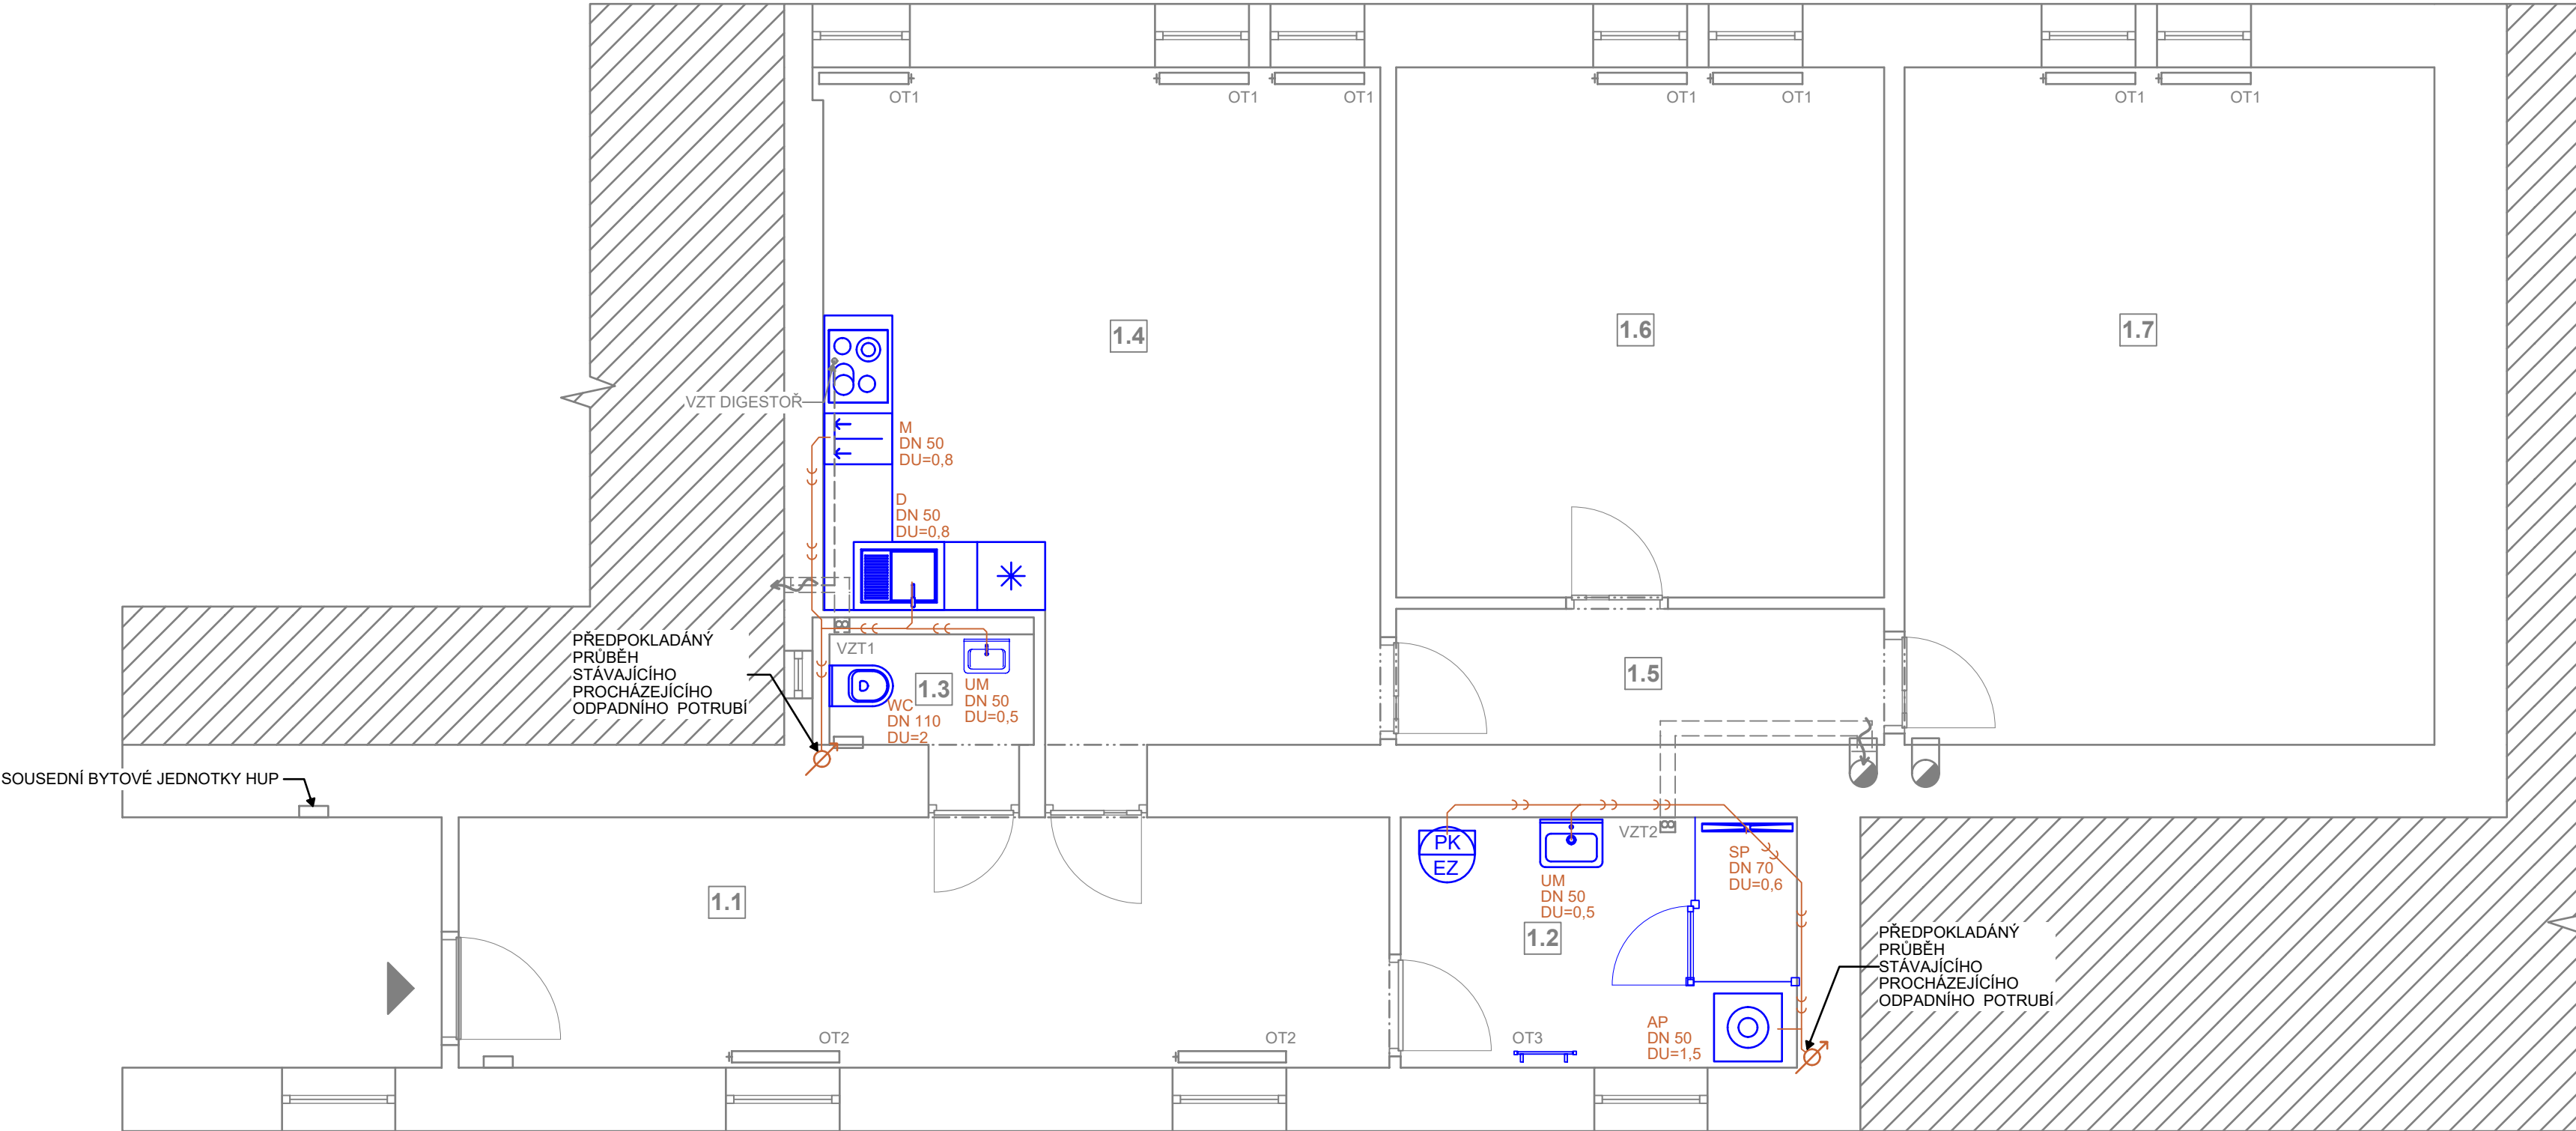 OT1
OT1
OT1
OT1
OT1
OT1
OT1
1.4
1.6
1.7
VZT DIGESTOŘ
M
DN 50
DU=0,8
D
DN 50
DU=0,8
PŘEDPOKLADÁNÝ
PRŮBĚH
STÁVAJÍCÍHO
PROCHÁZEJÍCÍHO
ODPADNÍHO POTRUBÍ
VZT1
1.3
UM
DN 50
DU=0,5
WC
DN 110
DU=2
1.5
SOUSEDNÍ BYTOVÉ JEDNOTKY HUP
1.1
PK
EZ
VZT2
UM
DN 50
DU=0,5
SP
DN 70
DU=0,6
1.2
PŘEDPOKLADÁNÝ
PRŮBĚH
STÁVAJÍCÍHO
PROCHÁZEJÍCÍHO
ODPADNÍHO POTRUBÍ
OT2
OT2
OT3
AP
DN 50
DU=1,5